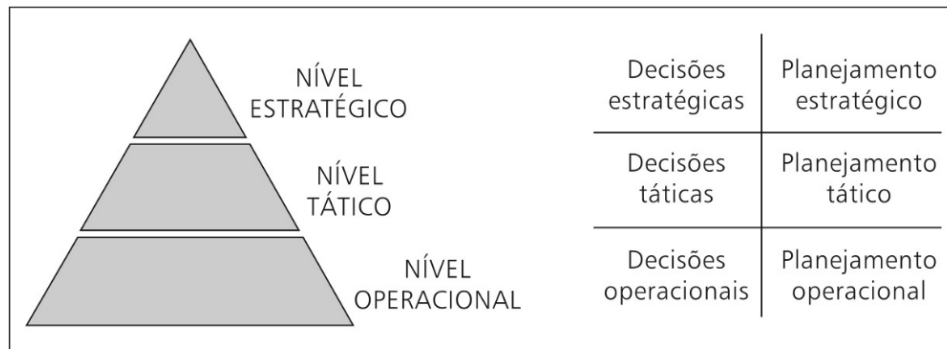 NÍVEL
ESTRATÉGICO
Decisões
estratégicas
Planejamento
estratégico
NÍVEL
TÁTICO
Decisões
táticas
Planejamento
tático
NÍVEL
OPERACIONAL
Decisões
operacionais
Planejamento
operacional